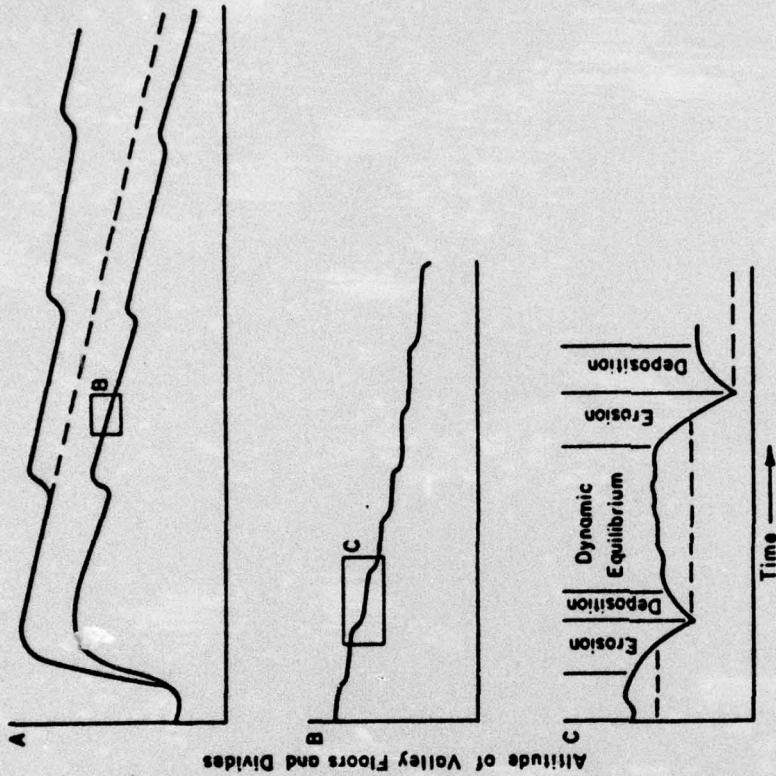 A
B
B
C
C
Erosion
Deposition
Dynamic
Equilibrium
Erosion
Deposition
Time
Altitude of Valley Floors and Divides